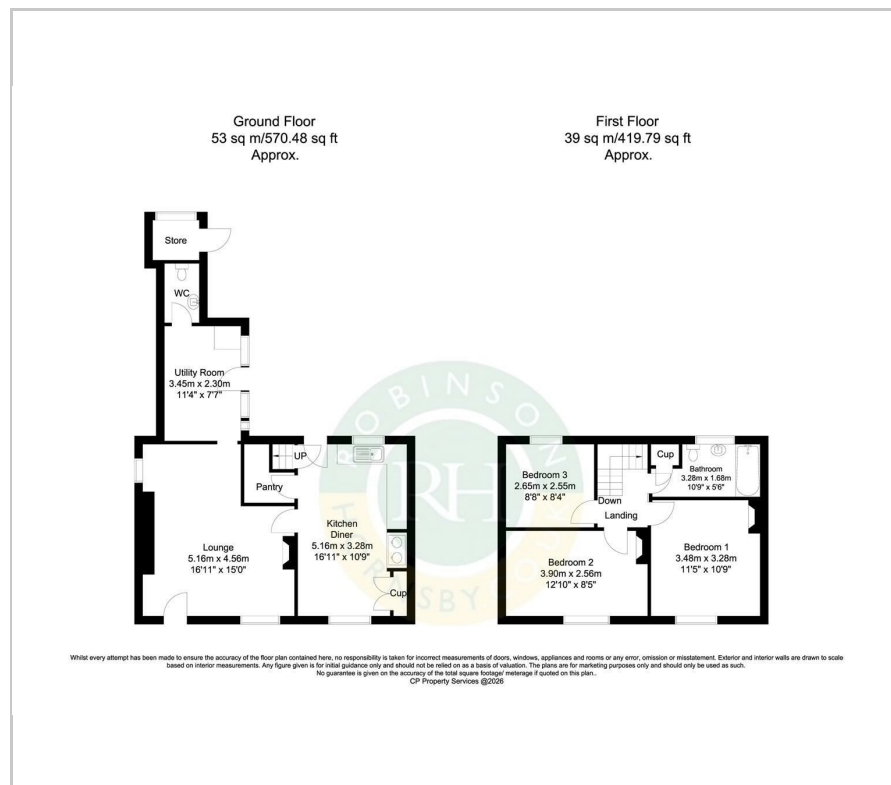 Ground Floor
53 sq m/570.48 sq ft
Approx.
First Floor
39 sq m/419.79 sq ft
Approx.
Store
WC
Utility Room
3.45m x 2.30m
11'4" x 7'7"
UP
Pantry
Kitchen
Diner
5.16m x 3.28m
16'11" x 10'9"
Lounge
5.16m x 4.56m
16'11" x 15'0"
Cup
Bedroom 3
2.65m x 2.55m
8'8" x 8'4"
Down
Landing
Cup
Bathroom
3.28m x 1.68m
10'9" x 5'6"
Bedroom 2
3.90m x 2.56m
12'10" x 8'5"
Bedroom 1
3.48m x 3.28m
11'5" x 10'9"
ROBINSON
RH
Whilst every attempt has been made to ensure the accuracy of the floor plan contained here, no responsibility is taken for incorrect measurements of doors, windows, appliances and rooms or any error, omission or misstatement. Exterior and interior walls are drawn to scale
based on interior measurements. Any figure given is for initial guidance only and should not be relied on as a basis of valuation. The plans are for marketing purposes only and should only be used as such.
No guarantee is given on the accuracy of the total square footage/ meterage if quoted on this plan..
CP Property Services @2026